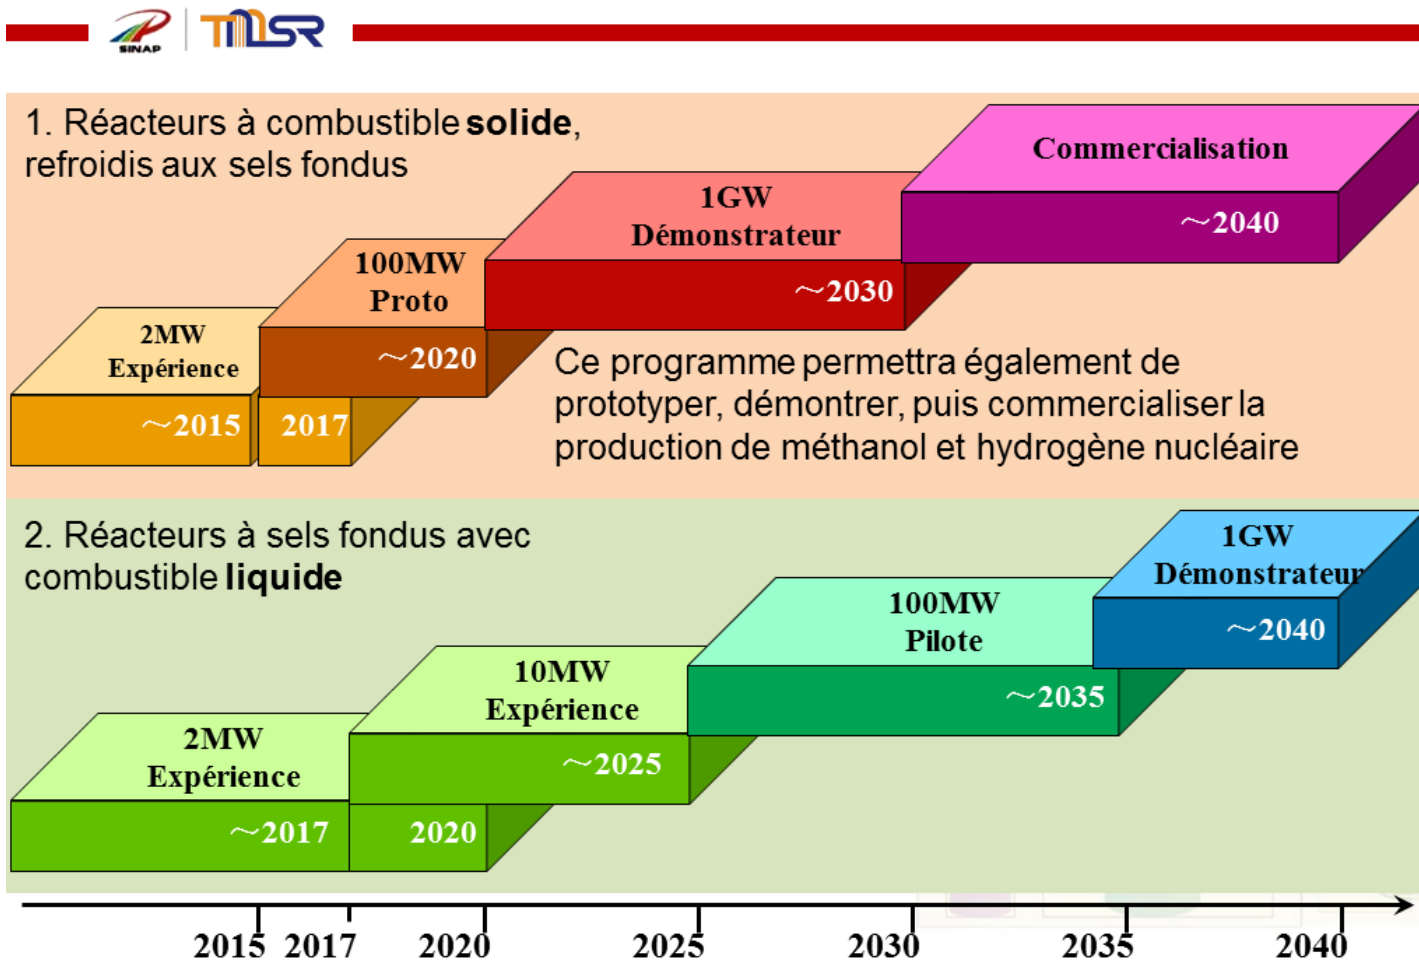 SINAP
TMSR
1. Réacteurs à combustible solide,
refroidis aux sels fondus
Commercialisation
~2040
1GW
Démonstrateur
~2030
100MW
Proto
~2020
2MW
Expérience
~2015
2017
Ce programme permettra également de
prototyper, démontrer, puis commercialiser la
production de méthanol et hydrogène nucléaire
2. Réacteurs à sels fondus avec
combustible liquide
1GW
Démonstrateur
~2040
100MW
Pilote
~2035
10MW
Expérience
~2025
2MW
Expérience
~2017
2020
2015 2017 2020 2025 2030 2035 2040